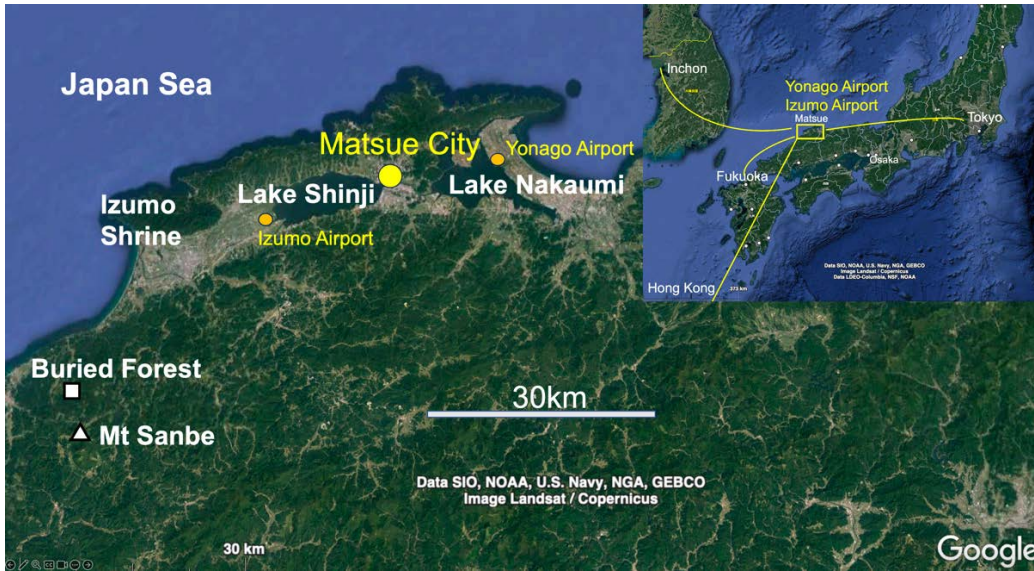 Japan Sea
Matsue City
Yonago Airport
Lake Shinji
Lake Nakaumi
Izumo
Shrine
Izumo Airport
Buried Forest
Mt Sanbe
30km
Data SIO, NOAA, U.S. Navy, NGA, GEBCO
Image Landsat / Copernicus
30 km
Google
Inchon
Yonago Airport
Izumo Airport
Matsue
Tokyo
Osaka
Fukuoka
Data SIO, NOAA, U.S. Navy, NGA, GEBCO
Image Landsat / Copernicus
Data LDEO-Columbia, NSF, NOAA
Hong Kong
373 km